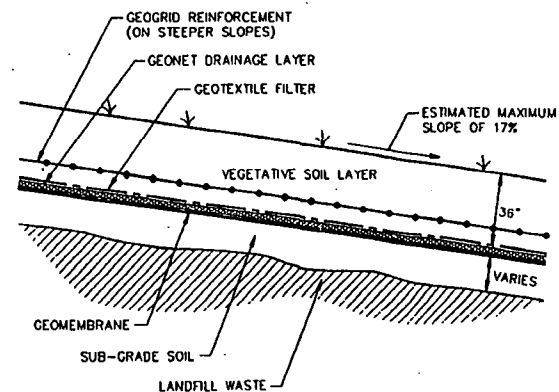 GEOGRID REINFORCEMENT
(ON STEEPER SLOPES)
GEONET DRAINAGE LAYER
GEOTEXTILE FILTER
ESTIMATED MAXIMUM
SLOPE OF 17%
VEGETATIVE SOIL LAYER
36"
VARIES
GEOMEMBRANE
SUB-GRADE SOIL
LANDFILL WASTE